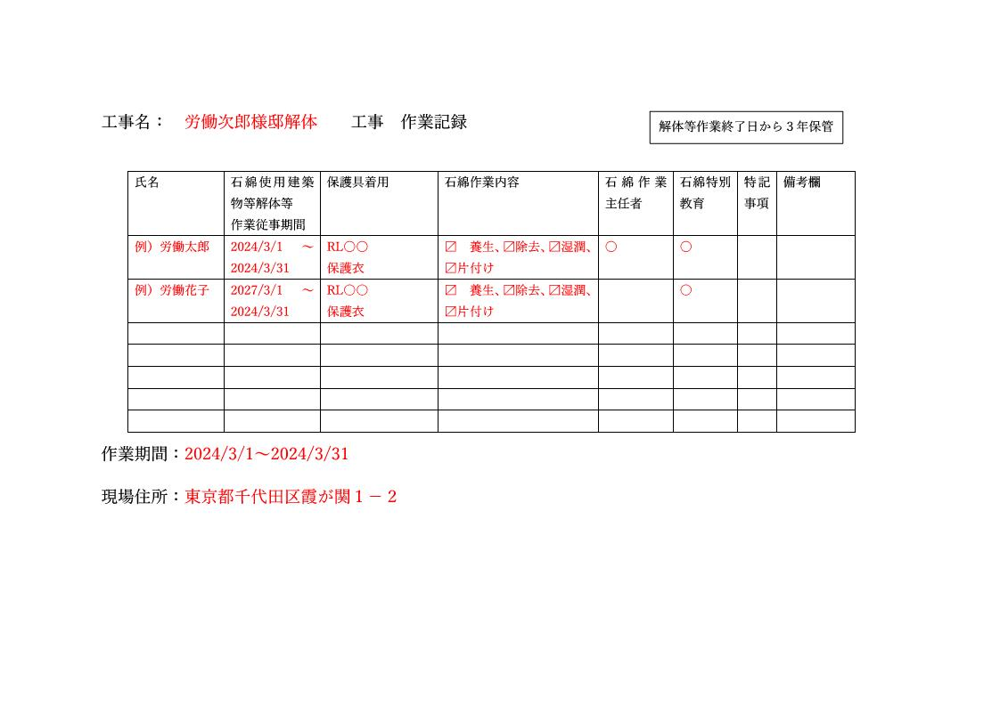 工事名： 労働次郎様邸解体　工事　作業記録
解体等作業終了日から３年保管
氏名
石綿使用建築
物等解体等
作業従事期間
保護具着用
石綿作業内容
石綿作業
主任者
石綿特別
教育
特記
事項
備考欄
例）労働太郎
2024/3/1　～
2024/3/31
RL〇〇
保護衣
☑　養生、☑除去、☑湿潤、
☑片付け
〇
〇
例）労働花子
2027/3/1　～
2024/3/31
RL〇〇
保護衣
☑　養生、☑除去、☑湿潤、
☑片付け
〇
作業期間：2024/3/1～2024/3/31
現場住所：東京都千代田区霞が関１－２